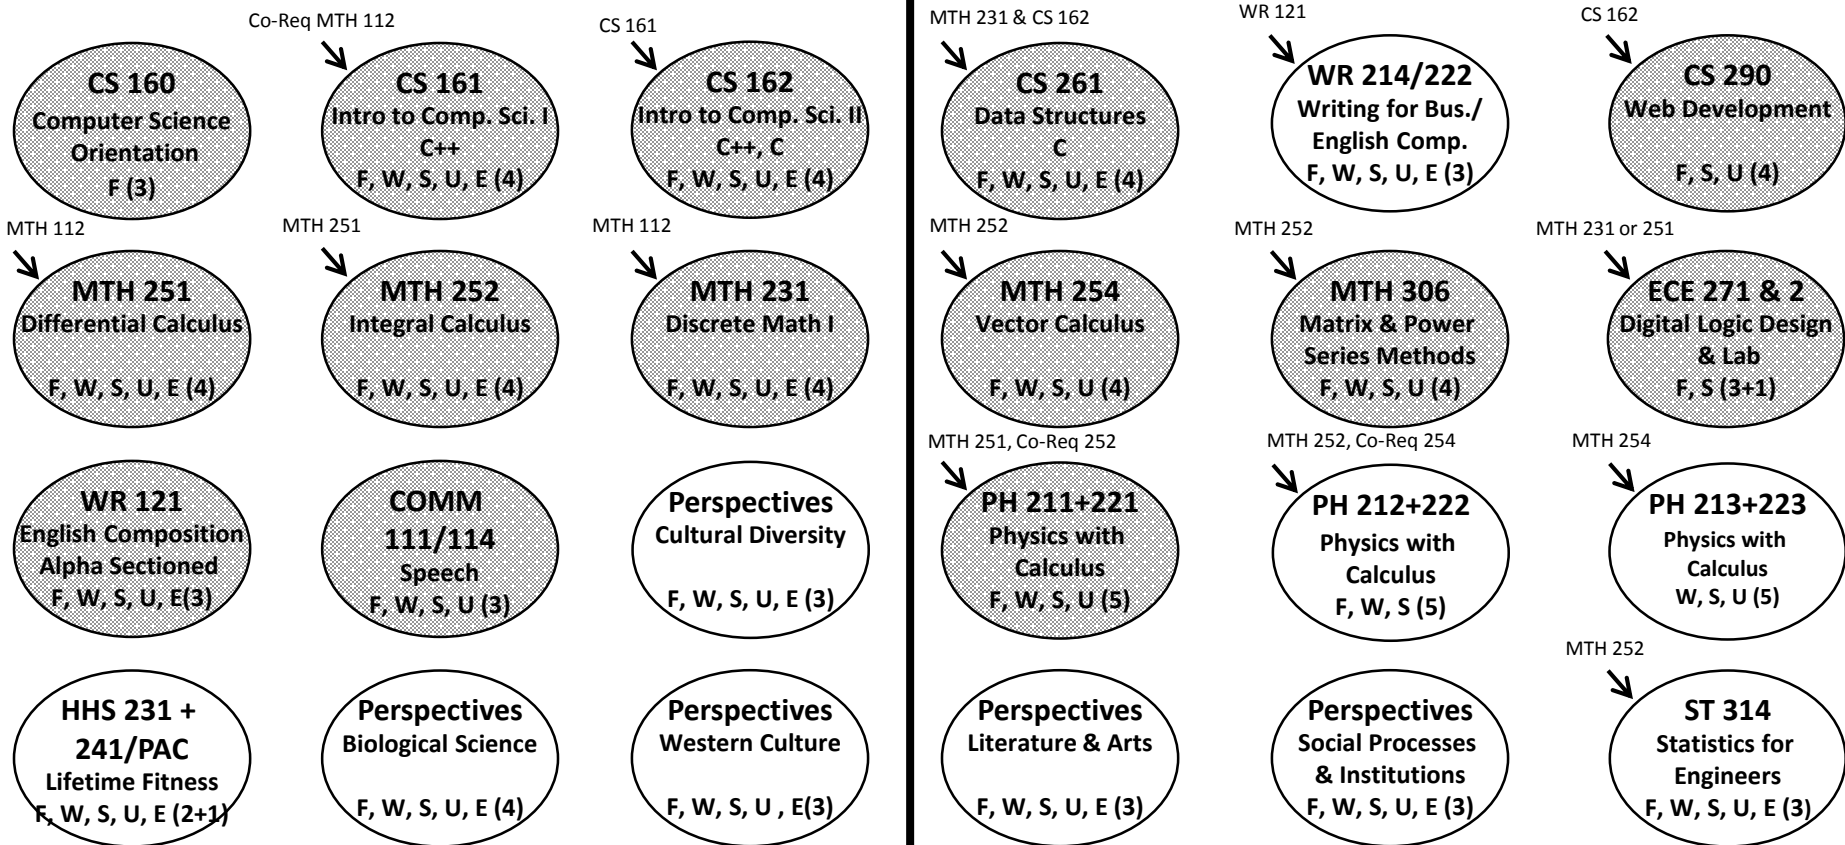 Co-Req MTH 112
CS 161
CS 160
Computer Science
Orientation
F (3)
CS 161
Intro to Comp. Sci. I
C++
F, W, S, U, E (4)
CS 162
Intro to Comp. Sci. II
C++, C
F, W, S, U, E (4)
MTH 112
MTH 251
MTH 112
MTH 251
Differential Calculus
F, W, S, U, E (4)
MTH 252
Integral Calculus
F, W, S, U, E (4)
MTH 231
Discrete Math I
F, W, S, U, E (4)
WR 121
English Composition
Alpha Sectioned
F, W, S, U, E(3)
COMM
111/114
Speech
F, W, S, U (3)
Perspectives
Cultural Diversity
F, W, S, U, E (3)
HHS 231 +
241/PAC
Lifetime Fitness
F, W, S, U, E (2+1)
Perspectives
Biological Science
F, W, S, U, E (4)
Perspectives
Western Culture
F, W, S, U , E(3)
MTH 231 & CS 162
WR 121
CS 162
CS 261
Data Structures
C
F, W, S, U, E (4)
WR 214/222
Writing for Bus./
English Comp.
F, W, S, U, E (3)
CS 290
Web Development
F, S, U (4)
MTH 252
MTH 252
MTH 231 or 251
MTH 254
Vector Calculus
F, W, S, U (4)
MTH 306
Matrix & Power
Series Methods
F, W, S, U (4)
ECE 271 & 2
Digital Logic Design
& Lab
F, S (3+1)
MTH 251, Co-Req 252
MTH 252, Co-Req 254
MTH 254
PH 211+221
Physics with
Calculus
F, W, S, U (5)
PH 212+222
Physics with
Calculus
F, W, S (5)
PH 213+223
Physics with
Calculus
W, S, U (5)
MTH 252
Perspectives
Literature & Arts
F, W, S, U, E (3)
Perspectives
Social Processes
& Institutions
F, W, S, U, E (3)
ST 314
Statistics for
Engineers
F, W, S, U, E (3)